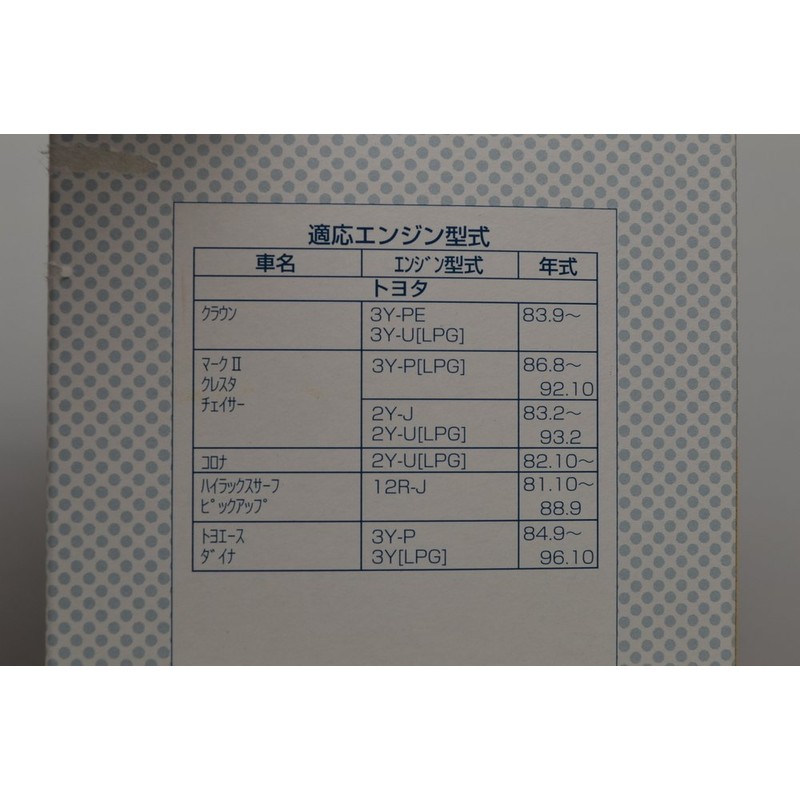 適応エンジン型式
車名 ｴﾝｼﾞﾝ型式 年式
トヨタ
ｸﾗｳﾝ 3Y-PE 83.9～
3Y-U[LPG]
ﾏｰｸⅡ 3Y-P[LPG] 86.8～
ｸﾚｽﾀ 92.10
ﾁｪｲｻｰ
2Y-J 83.2～
2Y-U[LPG] 93.2
ｺﾛﾅ 2Y-U[LPG] 82.10～
ﾊｲﾗｯｸｽｻｰﾌ 12R-J 81.10～
ﾋﾟｯｸｱｯﾌﾟ 88.9
ﾄﾖｴｰｽ 3Y-P 84.9～
ﾀﾞｲﾅ 3Y[LPG] 96.10